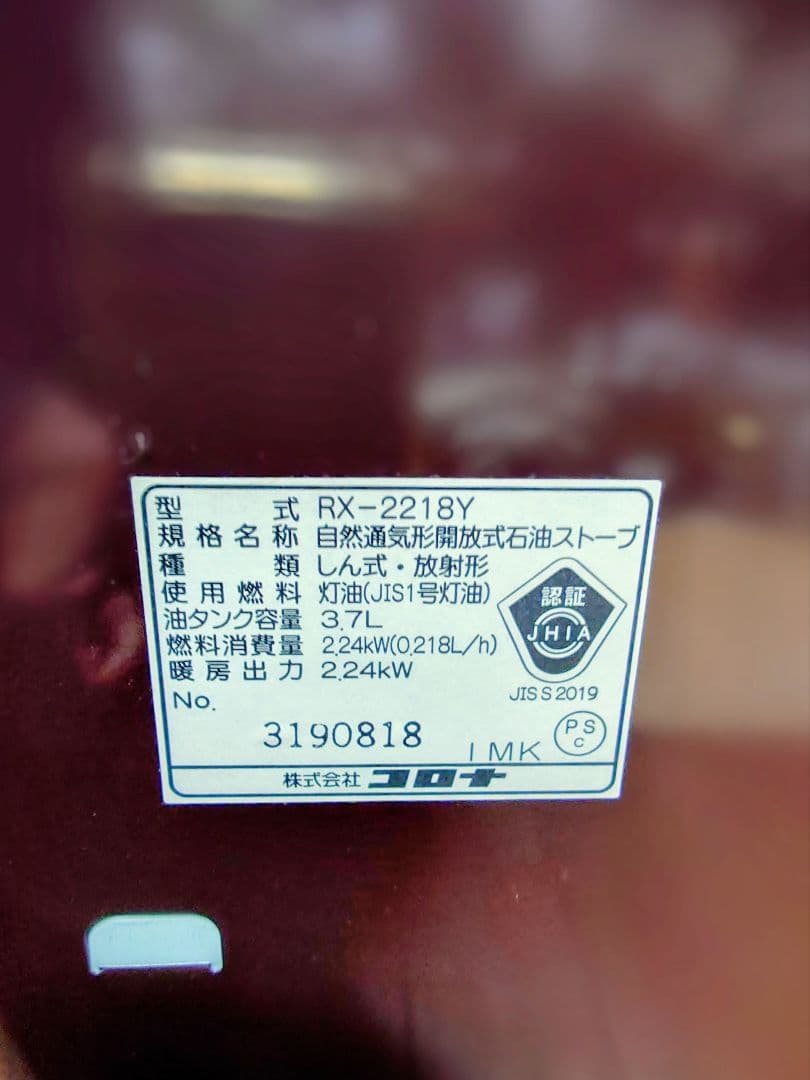 型式 RX-2218Y
規格名称 自然通気形開放式石油ストーブ
種類 しん式・放射形
使用燃料 灯油(JIS1号灯油)
油タンク容量 3.7L
燃料消費量 2.24kW(0.218L/h)
暖房出力 2.24kW
認証
JHIA
JIS S 2019
No.
3190818
IMK
PS
C
株式会社コロナ